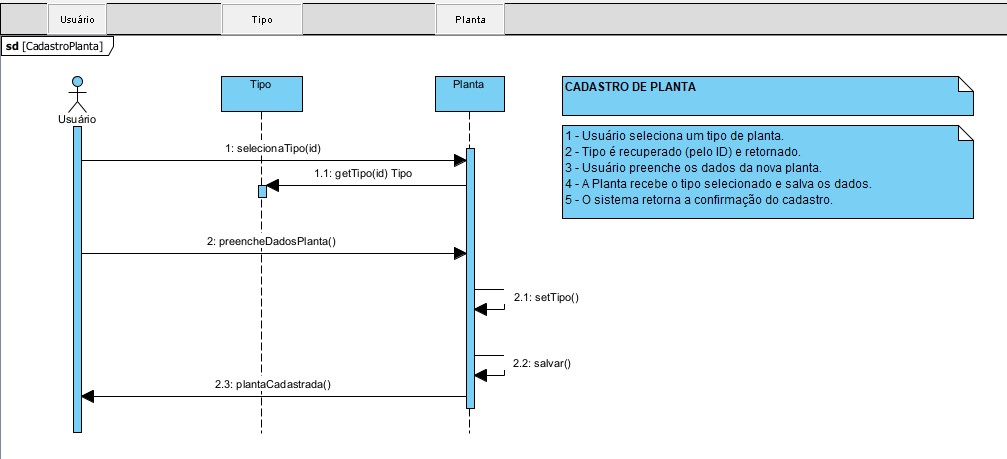 Usuário
Tipo
Planta
sd [CadastroPlanta]
Usuário
Tipo
Planta
CADASTRO DE PLANTA
1 - Usuário seleciona um tipo de planta.
2 - Tipo é recuperado (pelo ID) e retornado.
3 - Usuário preenche os dados da nova planta.
4 - A Planta recebe o tipo selecionado e salva os dados.
5 - O sistema retorna a confirmação do cadastro.
1: selecionaTipo(id)
1.1: getTipo(id) Tipo
2: preencheDadosPlanta()
2.1: setTipo()
2.2: salvar()
2.3: plantaCadastrada()